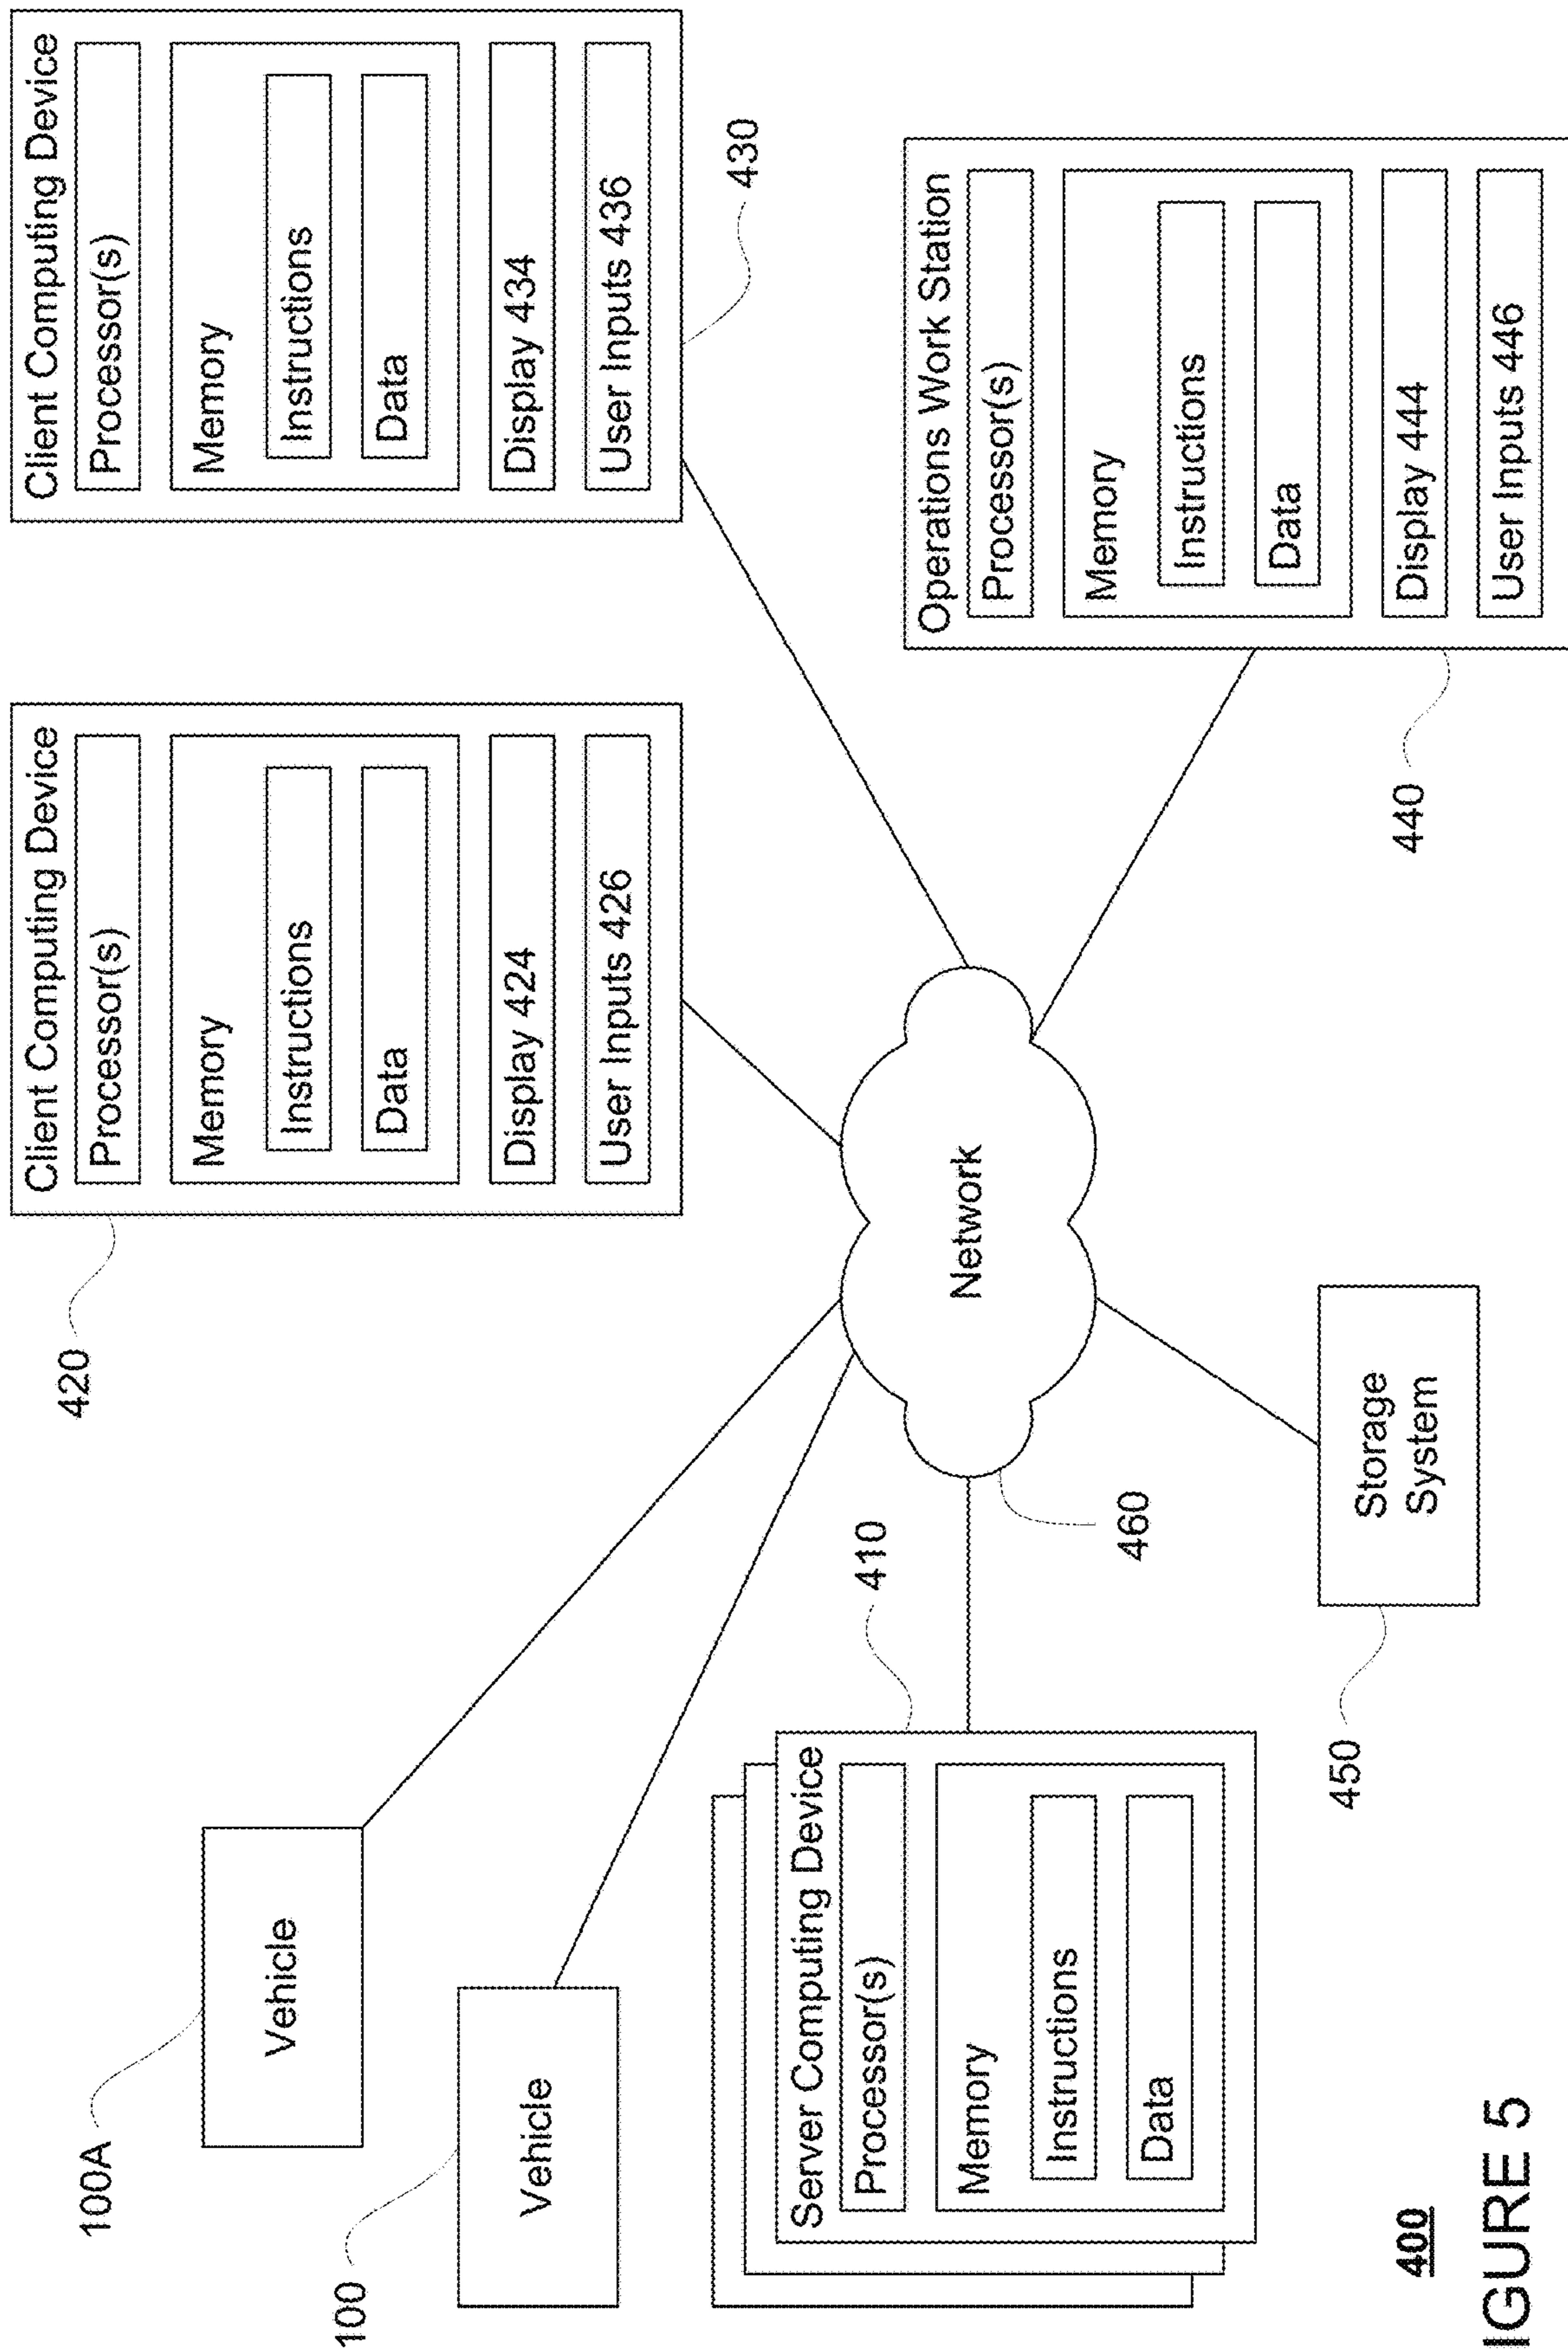 100A
Vehicle
100
Vehicle
420
Client Computing Device
Processor(s)
Memory
Instructions
Data
Display 424
User Inputs 426
Client Computing Device
Processor(s)
Memory
Instructions
Data
Display 434
User Inputs 436
430
Server Computing Device
Processor(s)
Memory
Instructions
Data
410
Network
460
Operations Work Station
Processor(s)
Memory
Instructions
Data
Display 444
User Inputs 446
440
Storage
System
450
400
IGURE 5